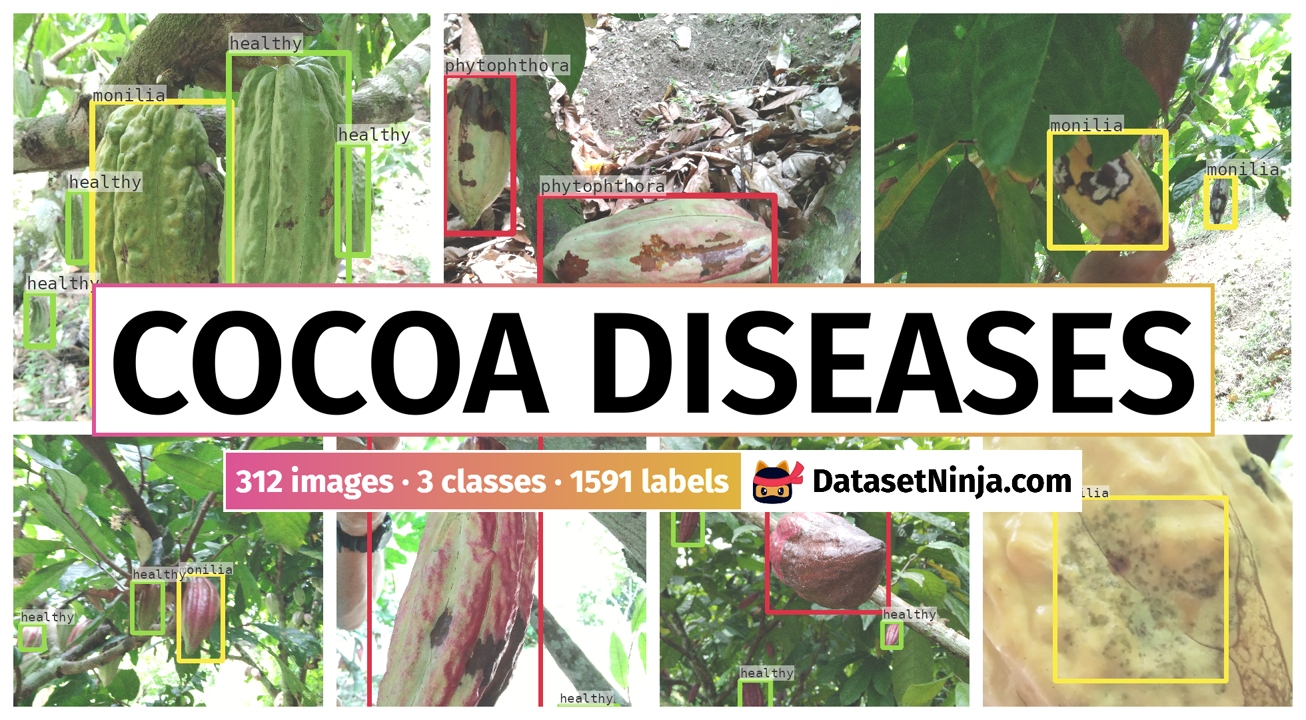 healthy
monilia
healthy
healthy
healthy
phytophthora
phytophthora
monilia
monilia
COCOA DISEASES
312 images · 3 classes · 1591 labels
DatasetNinja.com
healthy
onilia
healthy
healthy
healthy
healthy
ilia